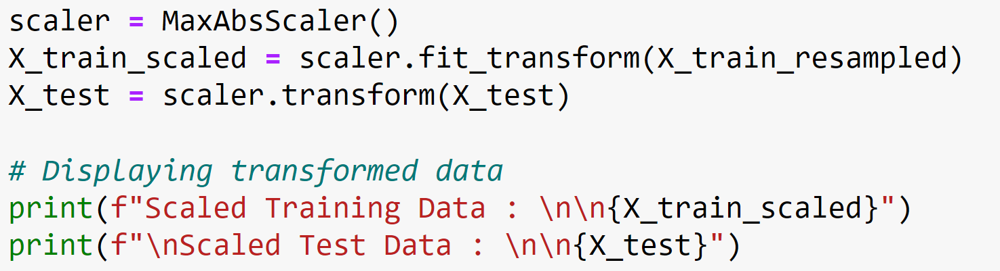 scaler = MaxAbsScaler()
X_train_scaled = scaler.fit_transform(X_train_resampled)
X_test = scaler.transform(X_test)
# Displaying transformed data
print(f"Scaled Training Data : \n\n{X_train_scaled}")
print(f"\nScaled Test Data : \n\n{X_test}")